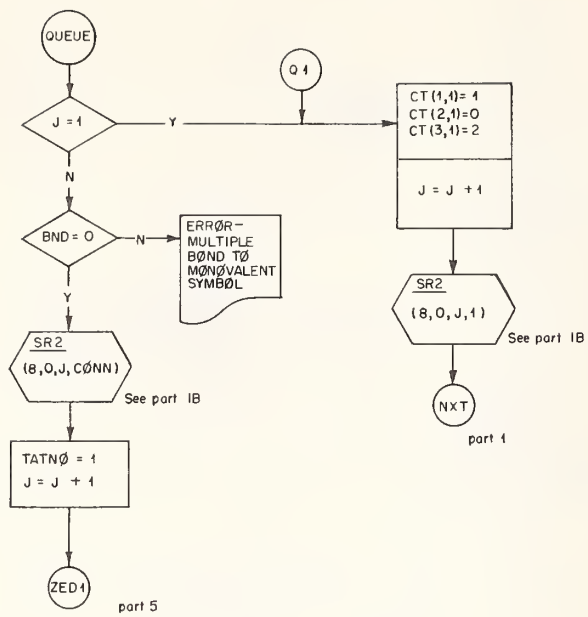 QUEUE
J = 1
Y
N
Q1
CT(1,1)= 1
CT(2,1)=0
CT(3,1)=2
J = J + 1
SR2
(8,0,J,1)
See part 1B
NXT
part 1
BND = 0
N
Y
ERRØR—
MULTIPLE
BØND TØ
MØNØVALENT
SYMBØL
SR2
(8,0,J,CØNN)
See part 1B
TATNØ = 1
J = J + 1
ZED1
part 5